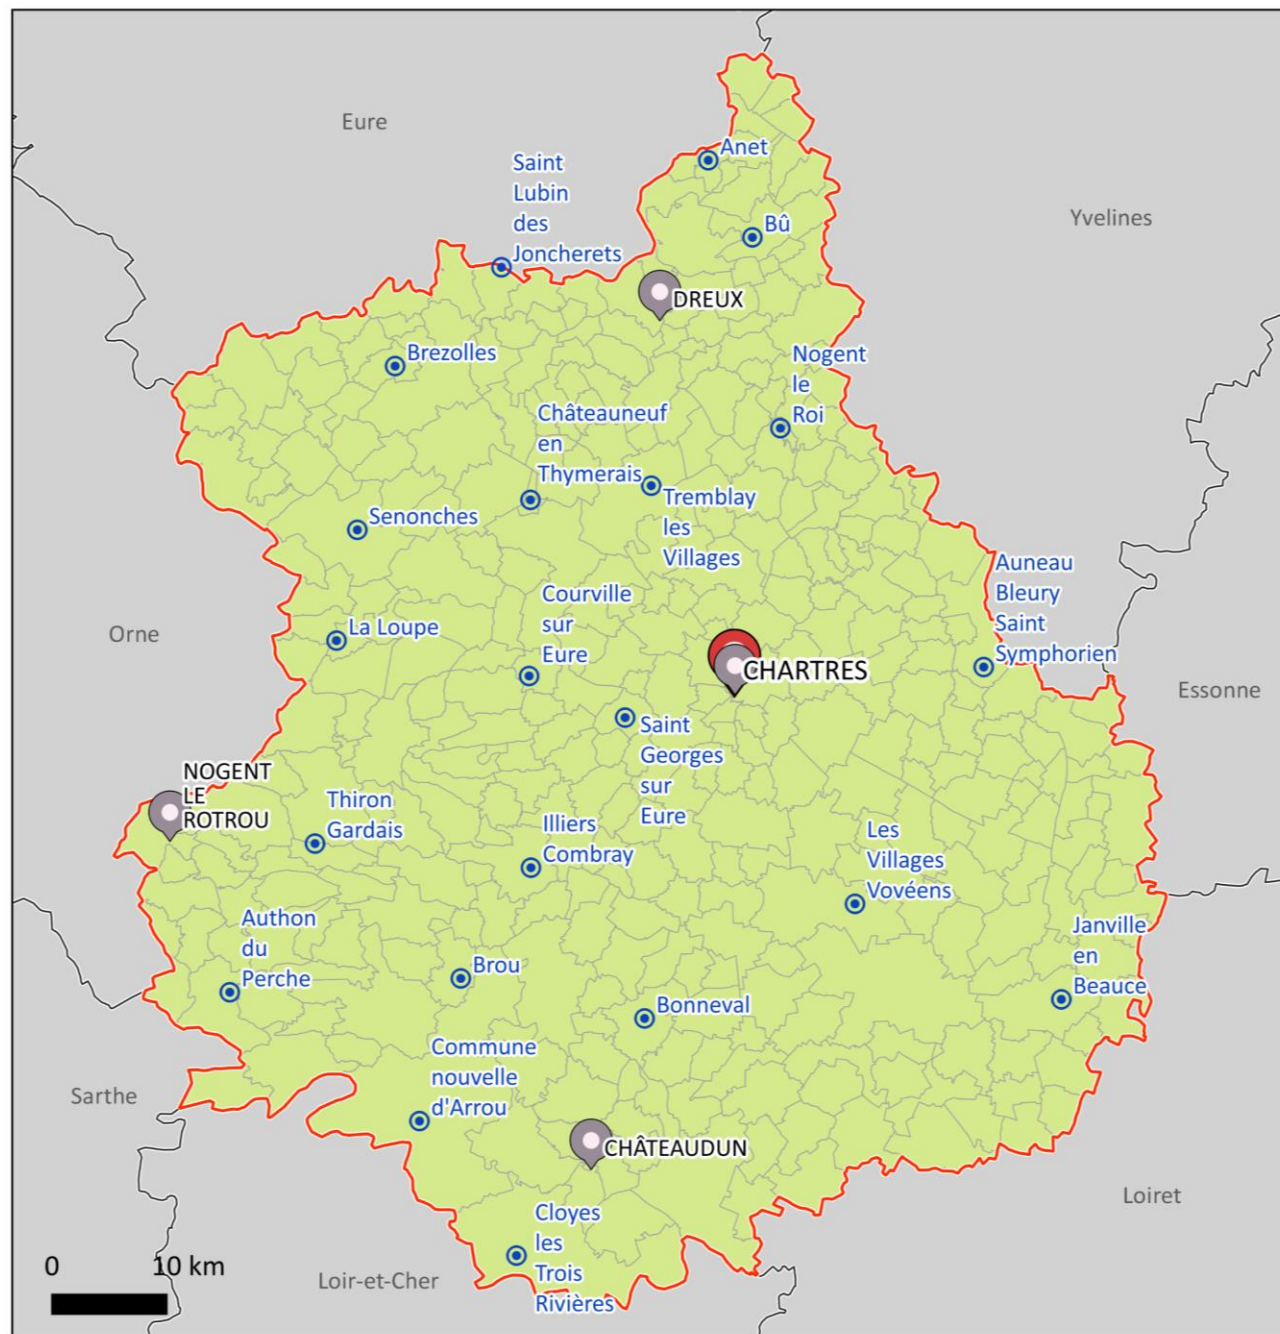 Eure
Anet
Saint
Lubin
des
Joncherets
Yvelines
Bû
DREUX
Brezolles
Nogent
le
Roi
Châteauneuf
en
Thymerais
Tremblay
les
Villages
Senonches
Auneau
Bleury
Saint
Symphorien
Courville
sur
Eure
Orne
La Loupe
CHARTRES
Essonne
Saint
Georges
sur
Eure
NOGENT
LE
ROTROU
Thiron
Gardais
Illiers
Combray
Les
Villages
Vovéens
Authon
du
Perche
Janville
en
Beauce
Brou
Bonneval
Commune
nouvelle
d'Arrou
Sarthe
CHÂTEAUDUN
Loiret
Cloyes
les
Trois
Rivières
0 10 km
Loir-et-Cher